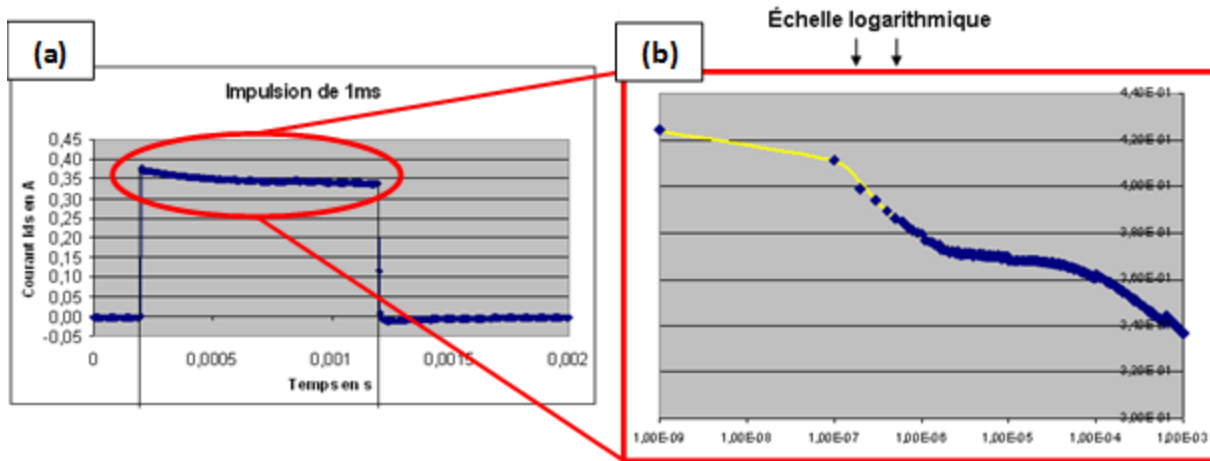 (a)
Impulsion de 1ms
Courant Ids en A
0,45
0,40
0,35
0,30
0,25
0,20
0,15
0,10
0,05
0,00
-0,05
0 0,0005 0,001 0,0015 0,002
Temps en s
Échelle logarithmique
(b)
4,40E-01
4,20E-01
4,00E-01
3,80E-01
3,60E-01
3,40E-01
3,20E-01
3,00E-01
1,00E-09 1,00E-08 1,00E-07 1,00E-06 1,00E-05 1,00E-04 1,00E-03